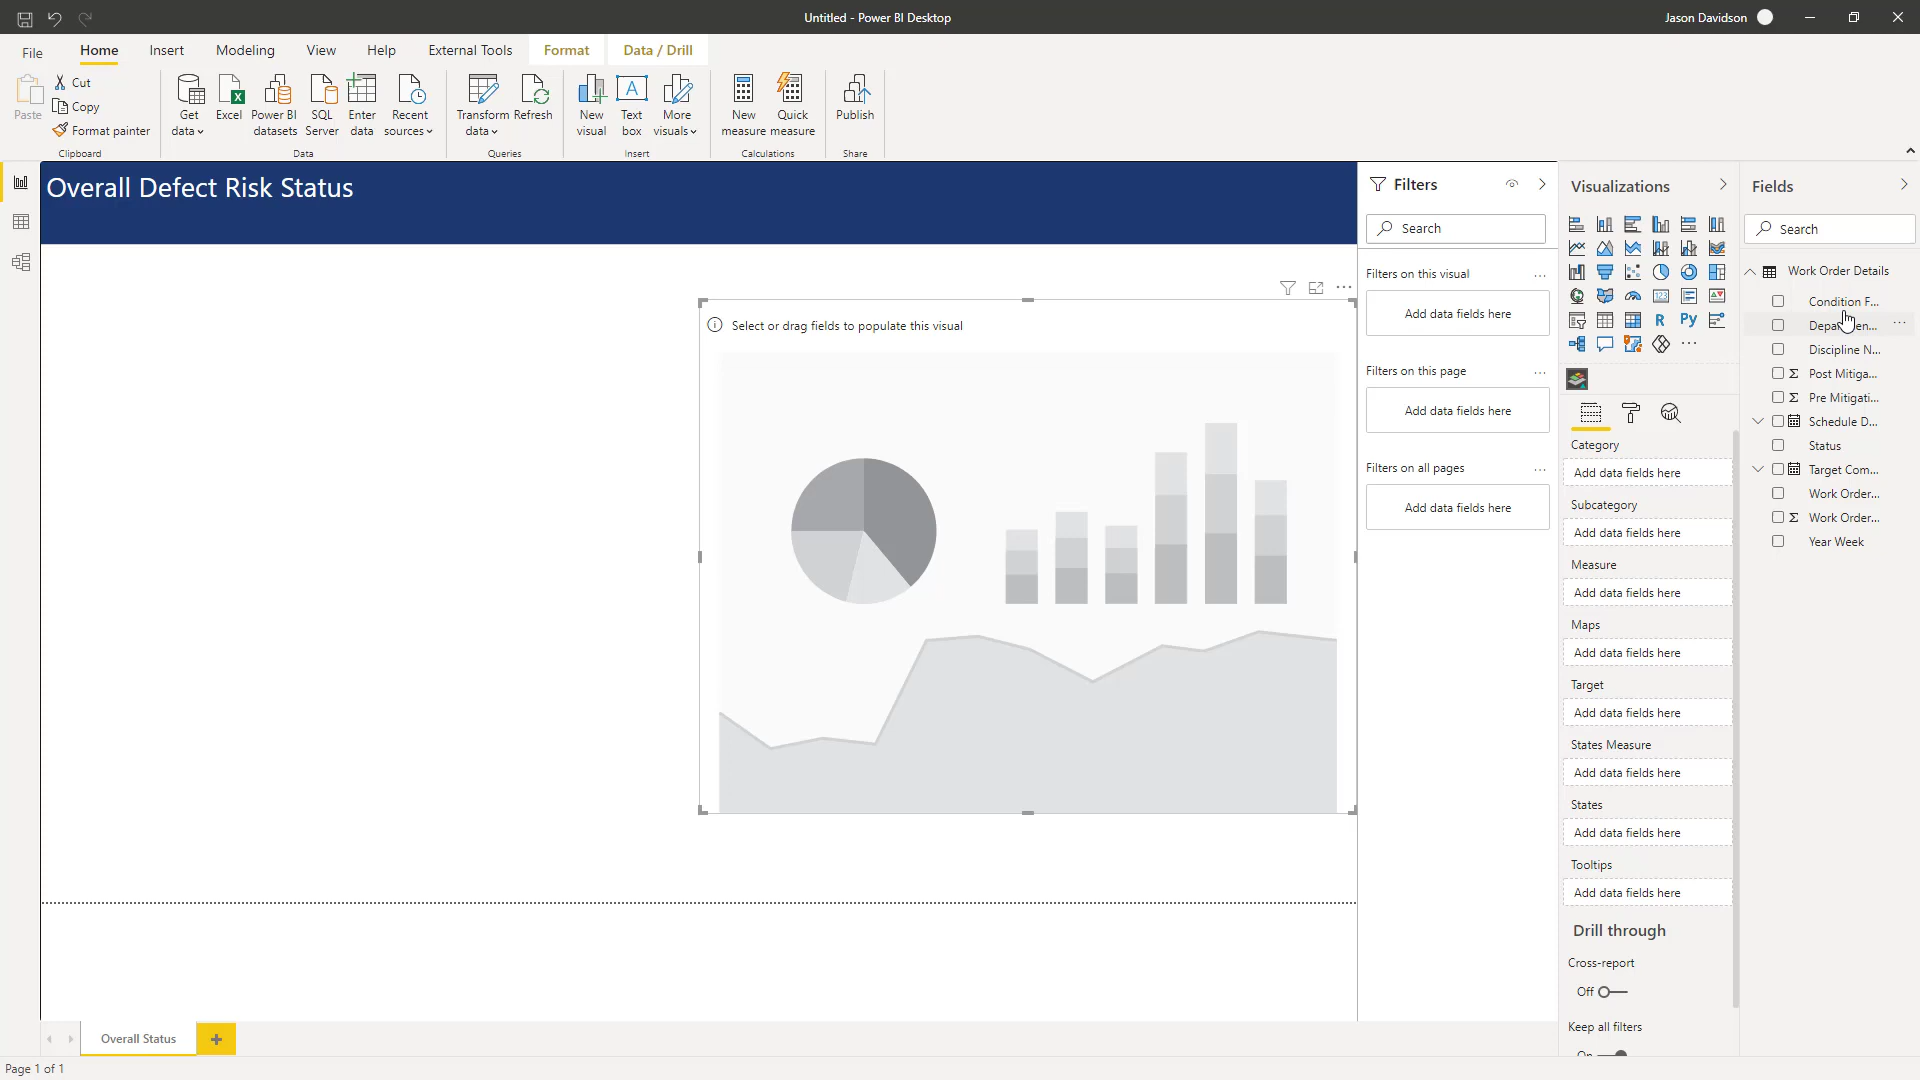 Untitled - Power BI Desktop
Jason Davidson
File
Home
Insert
Modeling
View
Help
External Tools
Format
Data / Drill
Paste
Cut
Copy
Format painter
Clipboard
Get data
Excel
Power BI datasets
SQL Server
Enter data
Recent sources
Data
Transform data
Refresh
Queries
New visual
Text box
More visuals
Insert
New measure
Quick measure
Calculations
Publish
Share
Overall Defect Risk Status
Select or drag fields to populate this visual
Filters
Search
Filters on this visual
...
Add data fields here
Filters on this page
...
Add data fields here
Filters on all pages
...
Add data fields here
Visualizations
R
Py
123
...
Category
Add data fields here
Subcategory
Add data fields here
Measure
Add data fields here
Maps
Add data fields here
Target
Add data fields here
States Measure
Add data fields here
States
Add data fields here
Tooltips
Add data fields here
Drill through
Cross-report
Off
Keep all filters
On
Fields
Search
Work Order Details
Condition F...
...
Discipline N...
Σ Post Mitiga...
Σ Pre Mitigati...
Schedule D...
Status
Target Com...
Work Order...
Σ Work Order...
Year Week
Overall Status
Page 1 of 1